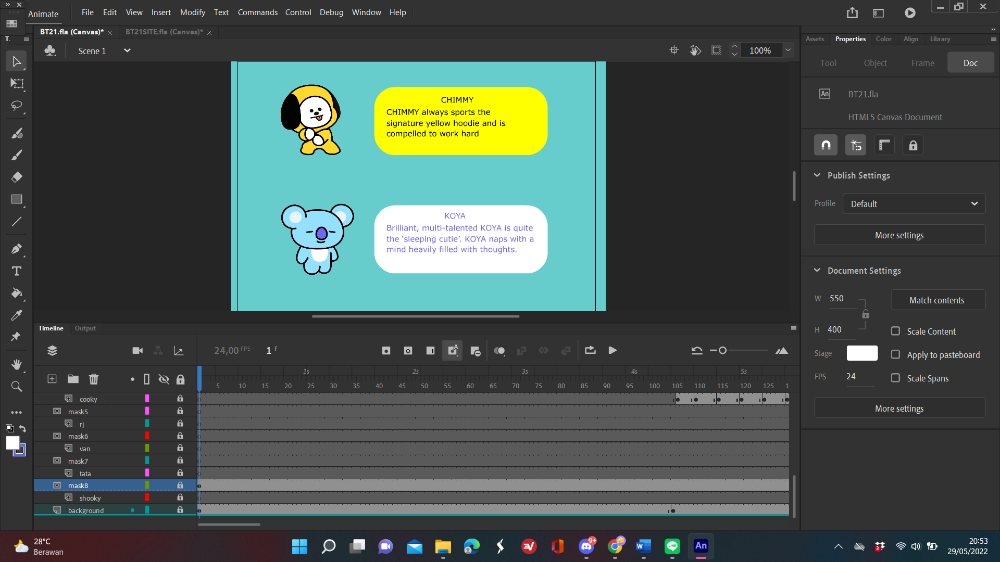 Animate
File Edit View Insert Modify Text Commands Control Debug Window Help
BT21.fla (Canvas)* BT21SITE.fla (Canvas)*
T.
Scene 1
100%
CHIMMY
CHIMMY always sports the
signature yellow hoodie and is
compelled to work hard
KOYA
Brilliant, multi-talented KOYA is quite
the ‘sleeping cutie’. KOYA naps with a
mind heavily filled with thoughts.
Assets Properties Color Align Library
Tool Object Frame Doc
An BT21.fla
HTML5 Canvas Document
Publish Settings
Profile Default
More settings
Document Settings
W 550 Match contents
H 400 Scale Content
Stage Apply to pasteboard
FPS 24 Scale Spans
More settings
Timeline Output
24,00 FPS 1 F
A
1s 2s 3s 4s 5s
5 10 15 20 25 30 35 40 45 50 55 60 65 70 75 80 85 90 95 100 105 110 115 120 125 1
cooky
mask5
rj
mask6
van
mask7
tata
mask8
shooky
background
28°C
Berawan
9+
W
LINE
An
3
20:53
29/05/2022